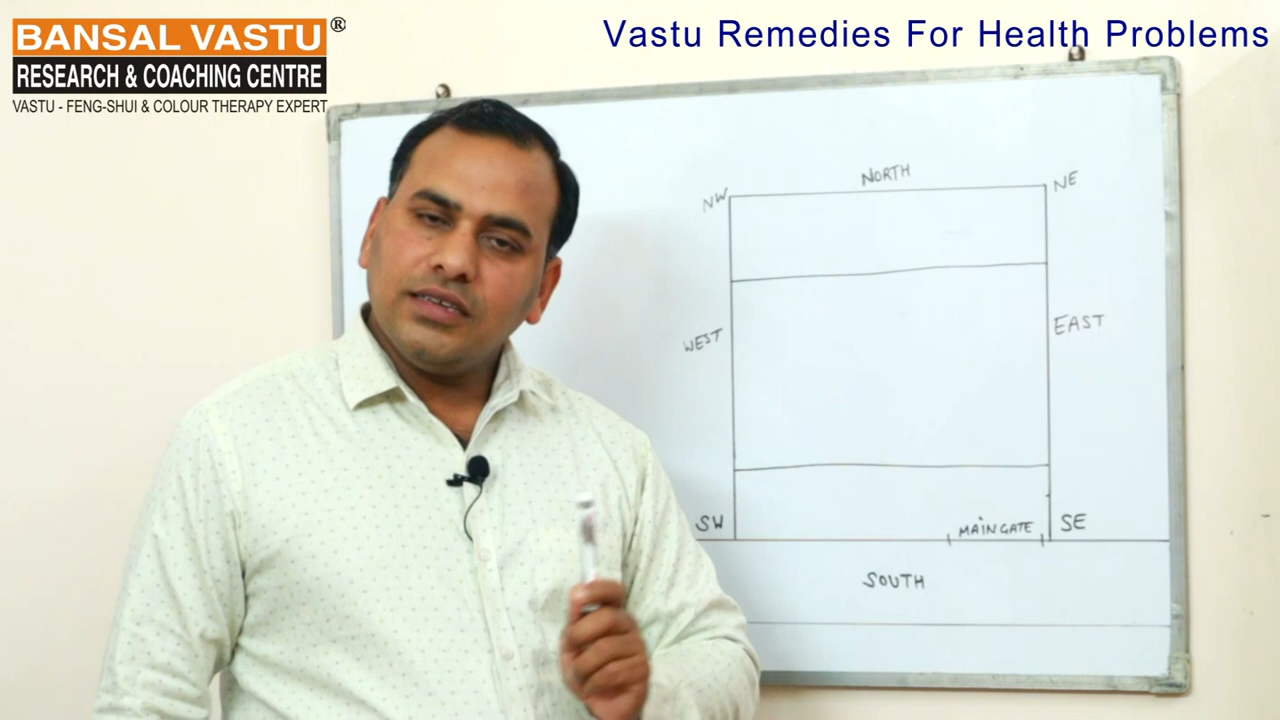 BANSAL VASTU®
RESEARCH & COACHING CENTRE
VASTU - FENG-SHUI & COLOUR THERAPY EXPERT
Vastu Remedies For Health Problems
NORTH
NW
NE
WEST
EAST
SW
MAIN GATE
SE
SOUTH